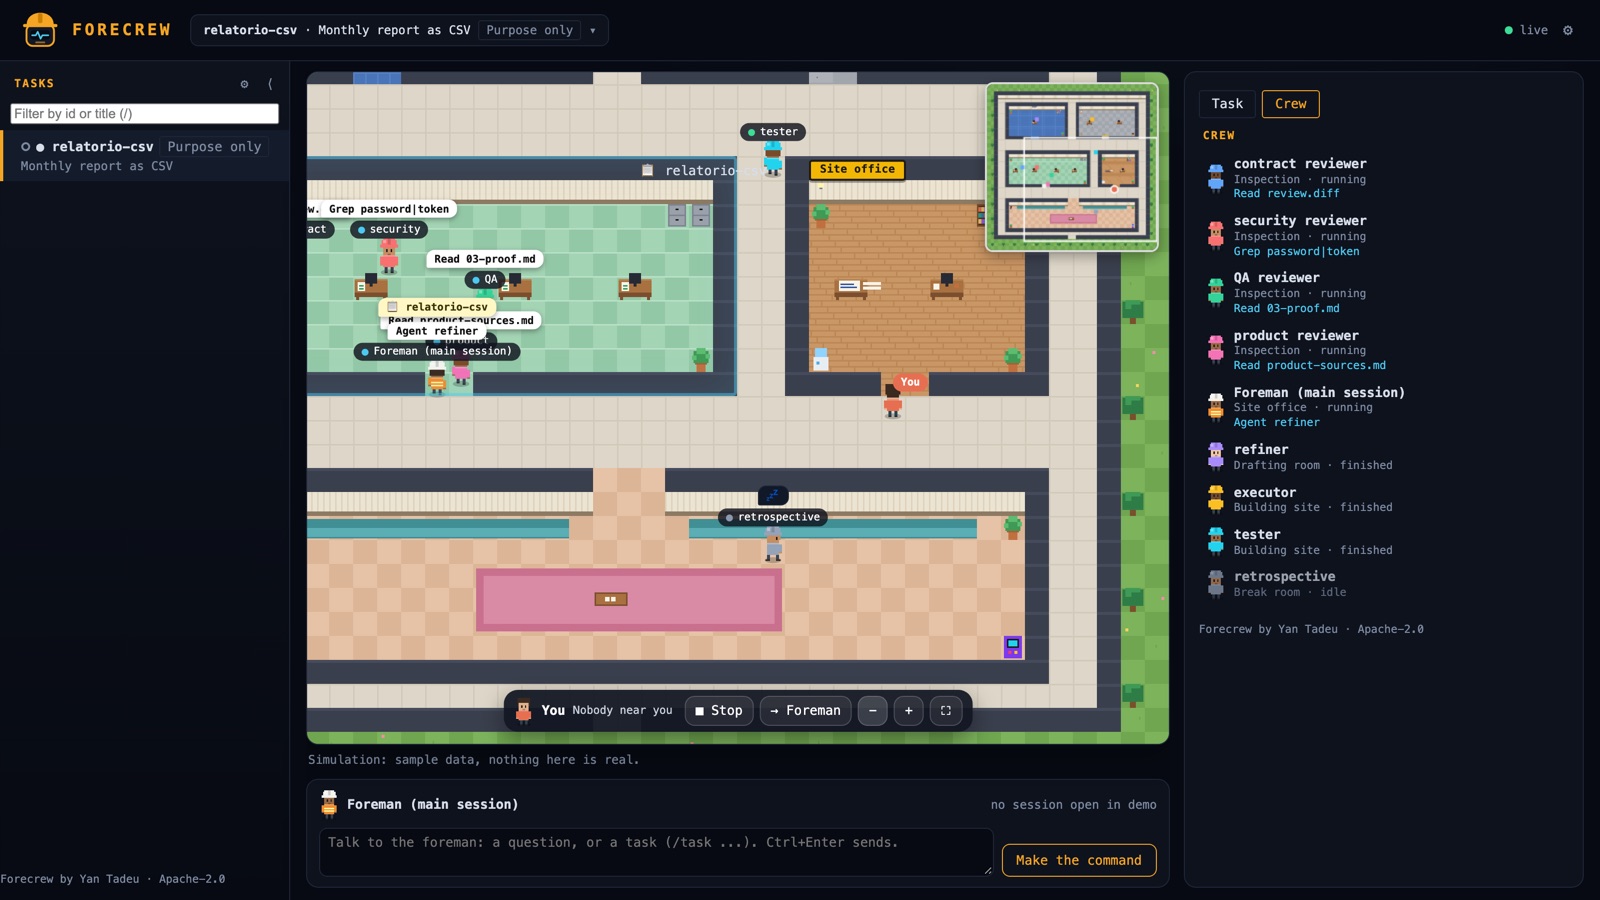 FORECREW
relatorio-csv · Monthly report as CSV Purpose only ▾
live
TASKS
Filter by id or title (/)
relatorio-csv Purpose only
Monthly report as CSV
Forecrew by Yan Tadeu · Apache-2.0
tester
relatorio-
Site office
w. Grep password|token
act
security
Read 03-proof.md
QA
relatorio-csv
Read product-sources.md
Agent refiner
product
Foreman (main session)
You
retrospective
You Nobody near you
■ Stop
→ Foreman
−
+
Simulation: sample data, nothing here is real.
Foreman (main session)
no session open in demo
Talk to the foreman: a question, or a task (/task ...). Ctrl+Enter sends.
Make the command
Task
Crew
CREW
contract reviewer
Inspection · running
Read review.diff
security reviewer
Inspection · running
Grep password|token
QA reviewer
Inspection · running
Read 03-proof.md
product reviewer
Inspection · running
Read product-sources.md
Foreman (main session)
Site office · running
Agent refiner
refiner
Drafting room · finished
executor
Building site · finished
tester
Building site · finished
retrospective
Break room · idle
Forecrew by Yan Tadeu · Apache-2.0